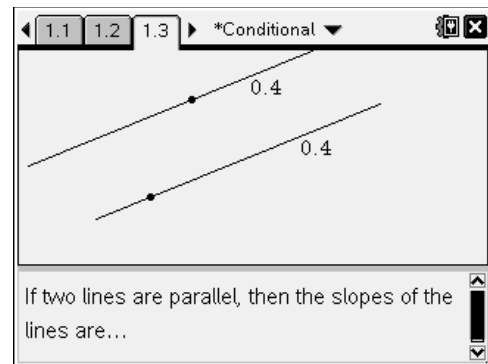 1.1 1.2 1.3 *Conditional
0.4
0.4
If two lines are parallel, then the slopes of the
lines are...